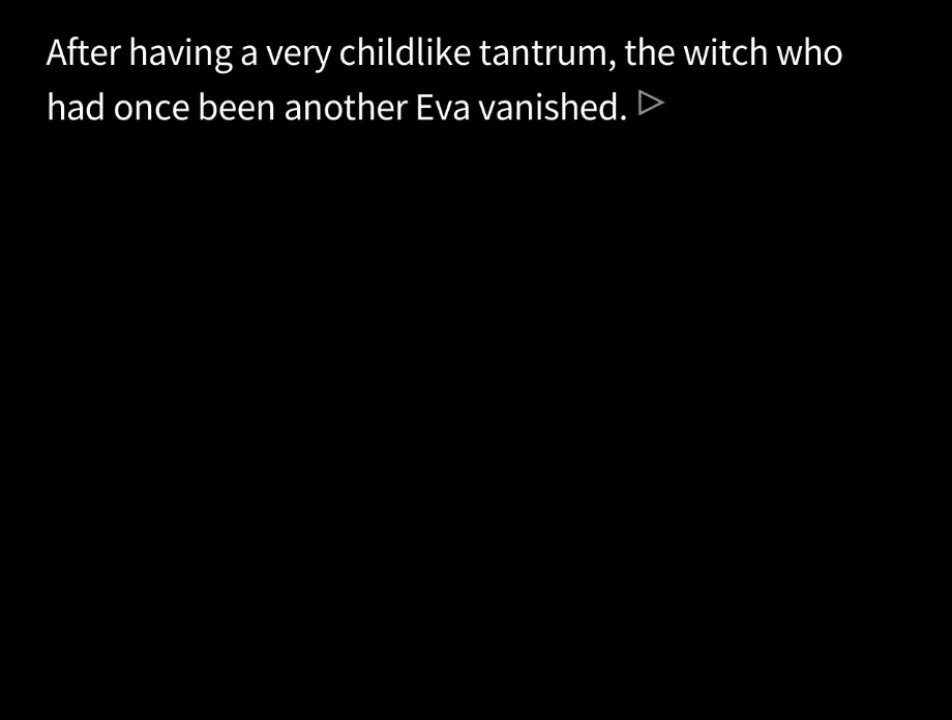 After having a very childlike tantrum, the witch who
had once been another Eva vanished.